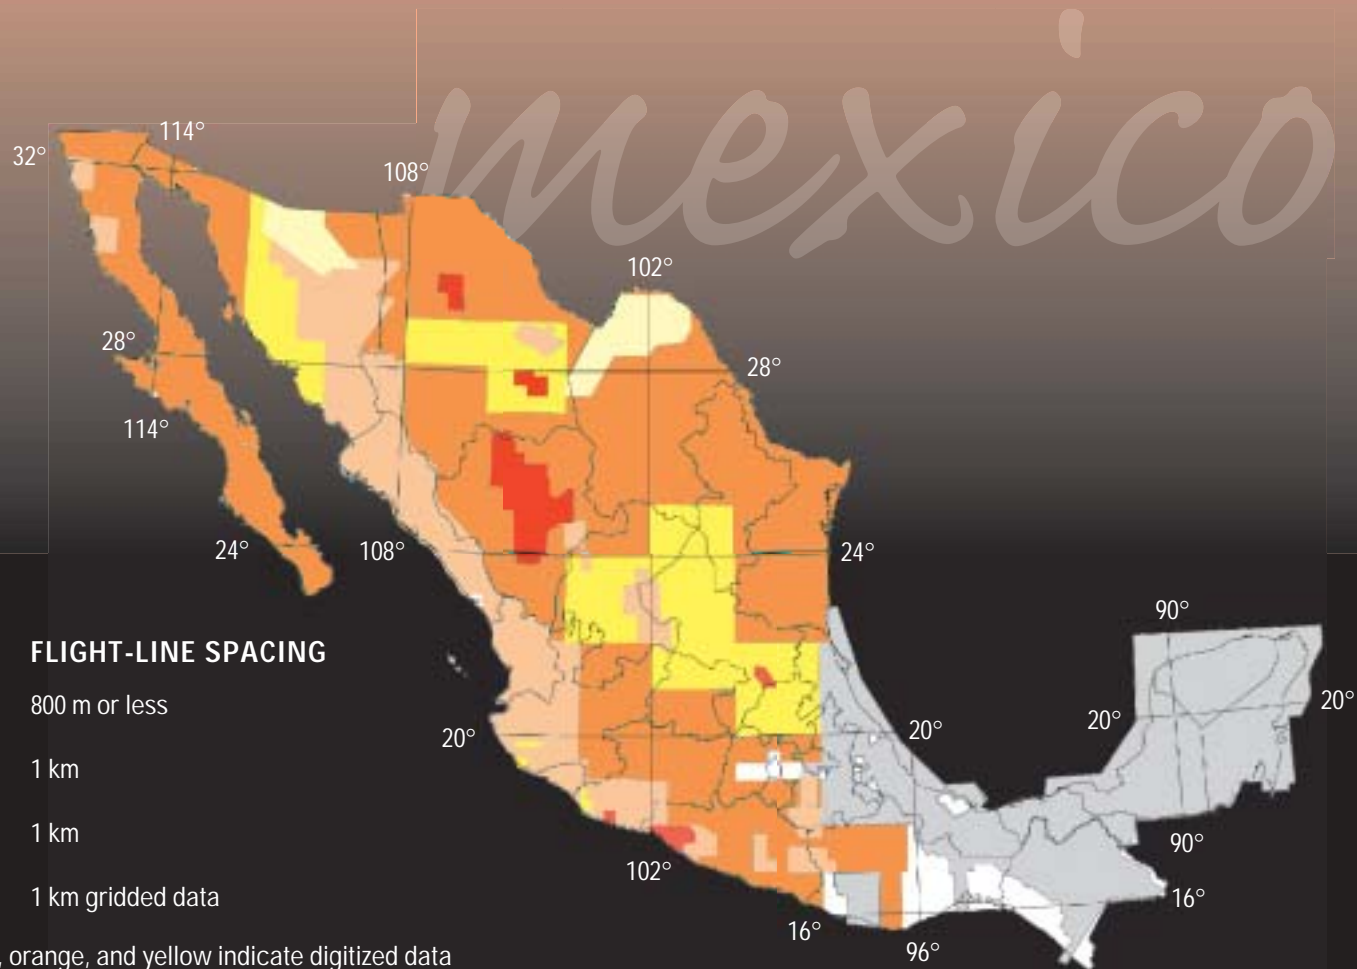 mexico
114°
32°
108°
102°
28°
28°
114°
24°
108°
24°
90°
FLIGHT-LINE SPACING
800 m or less
20°
20°
20°
20°
1 km
1 km
90°
102°
1 km gridded data
16°
16°
96°
, orange, and yellow indicate digitized data